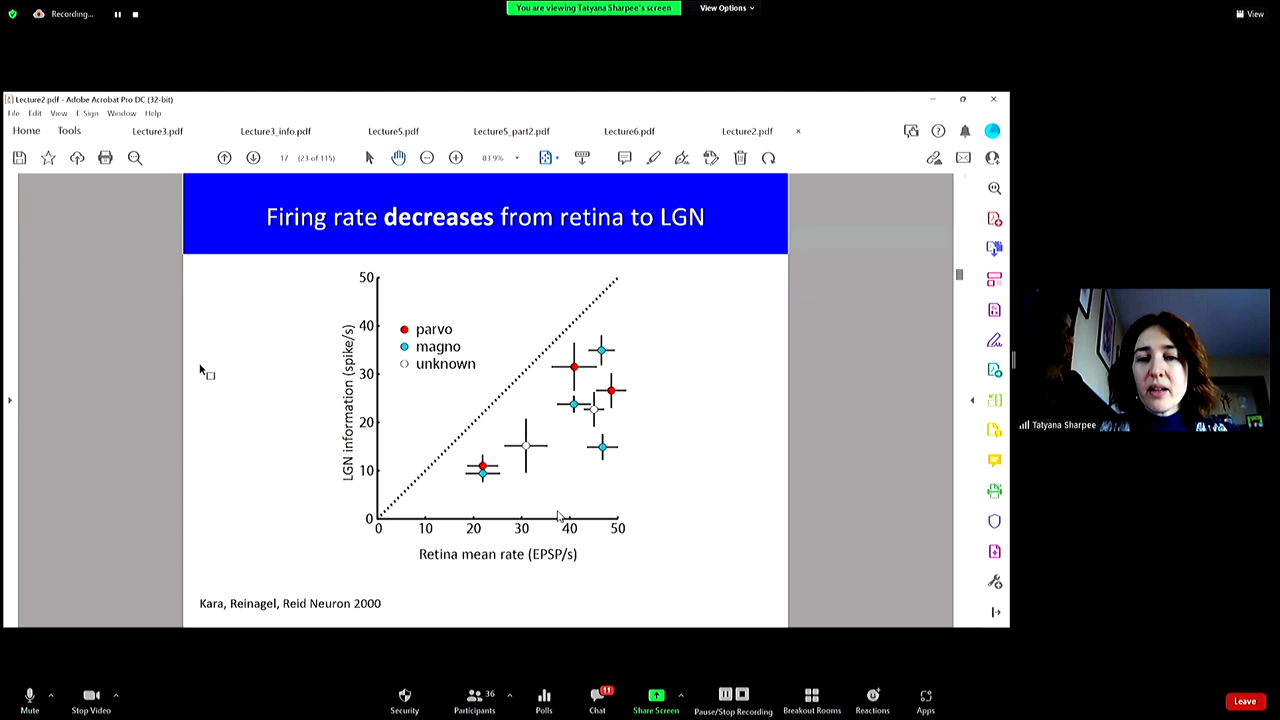 Recording...
You are viewing Tatyana Sharpee's screen
View Options
View
Lecture2.pdf - Adobe Acrobat Pro DC (32-bit)
File Edit View E-Sign Window Help
Home Tools Lecture3.pdf Lecture3_info.pdf Lecture5.pdf Lecture5_part2.pdf Lecture6.pdf Lecture2.pdf
17 (23 of 115) 83.9%
Firing rate decreases from retina to LGN
LGN information (spike/s)
50
40
30
20
10
0
parvo
magno
unknown
0 10 20 30 40 50
Retina mean rate (EPSP/s)
Kara, Reinagel, Reid Neuron 2000
Tatyana Sharpee
Mute
Stop Video
Security
36
Participants
Polls
11
Chat
Share Screen
Pause/Stop Recording
Breakout Rooms
Reactions
Apps
Leave